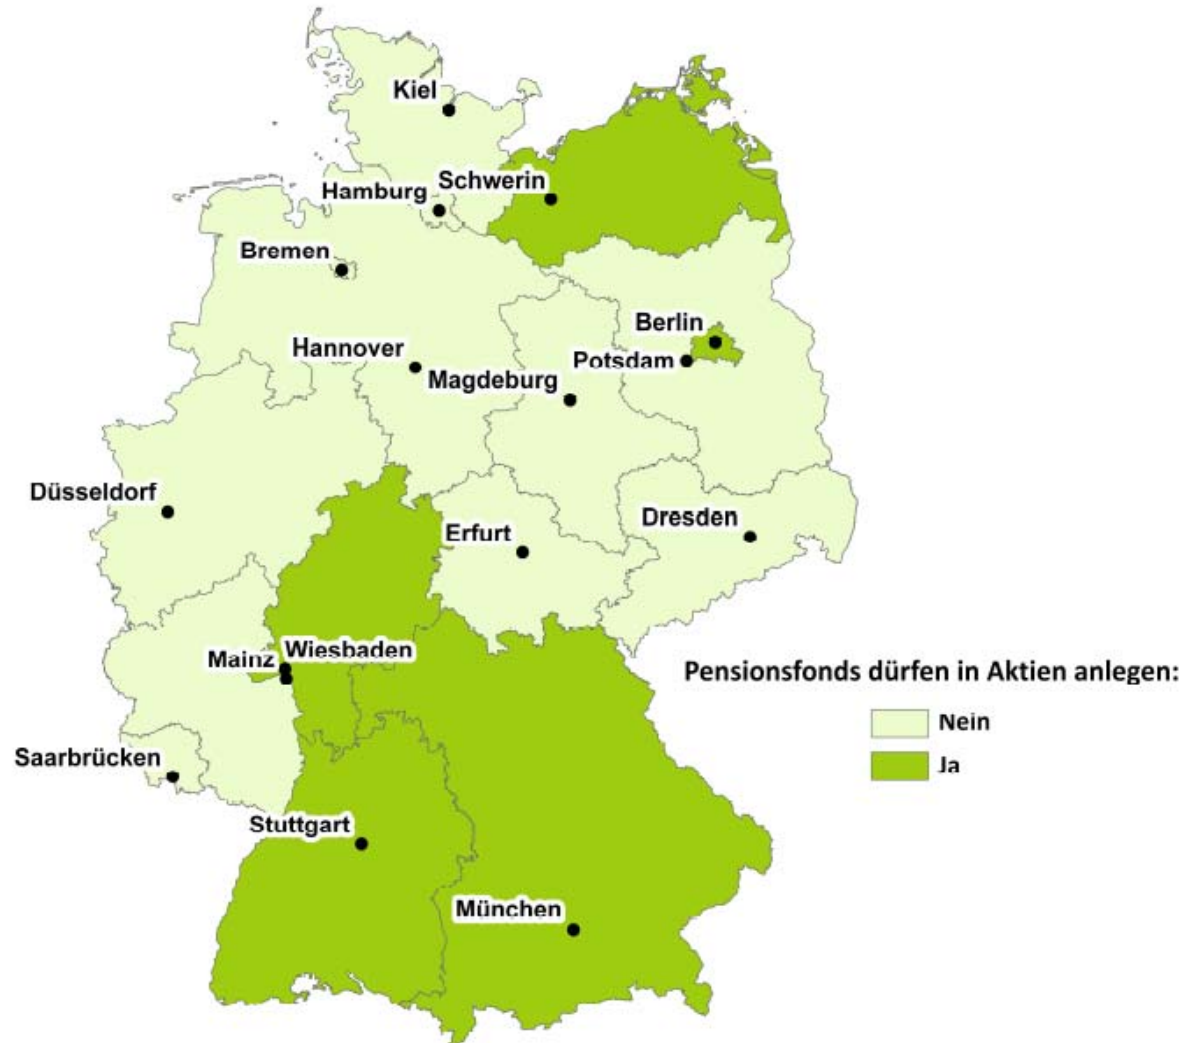 Kiel
Schwerin
Hamburg
Bremen
Berlin
Hannover
Potsdam
Magdeburg
Düsseldorf
Dresden
Erfurt
Wiesbaden
Mainz
Pensionsfonds dürfen in Aktien anlegen:
Nein
Saarbrücken
Ja
Stuttgart
München